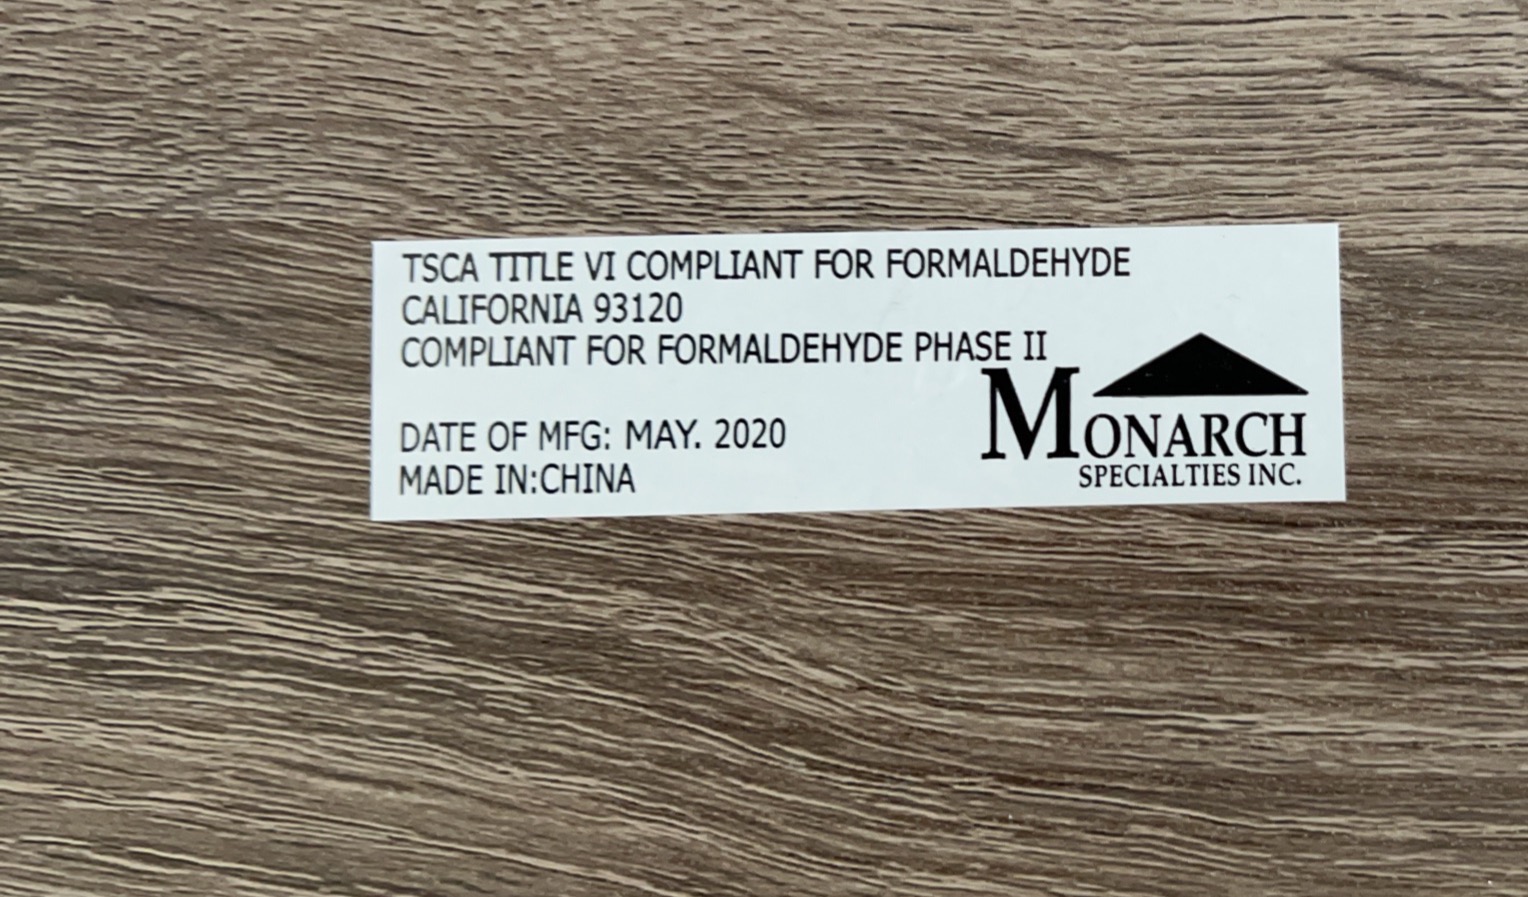 TSCA TITLE VI COMPLIANT FOR FORMALDEHYDE
CALIFORNIA 93120
COMPLIANT FOR FORMALDEHYDE PHASE II
DATE OF MFG: MAY. 2020
MADE IN:CHINA
MONARCH
SPECIALTIES INC.